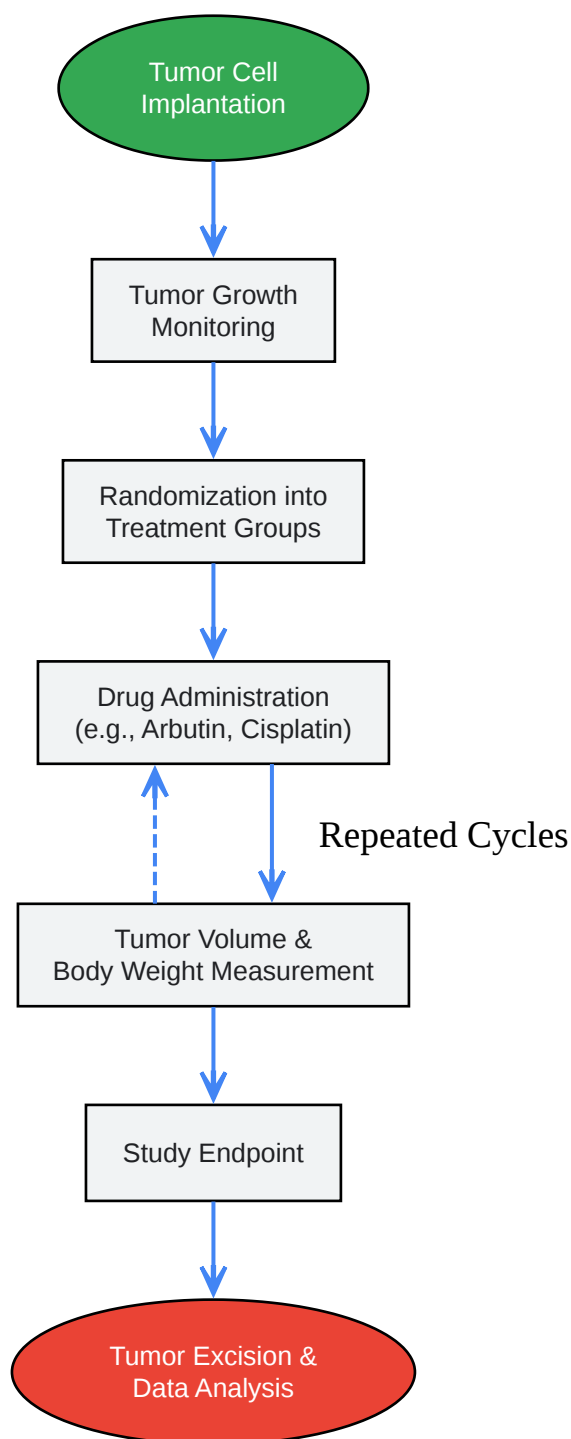 Tumor Cell
Implantation
Tumor Growth
Monitoring
Randomization into
Treatment Groups
Drug Administration
(e.g., Arbutin, Cisplatin)
Repeated Cycles
Tumor Volume &
Body Weight Measurement
Study Endpoint
Tumor Excision &
Data Analysis